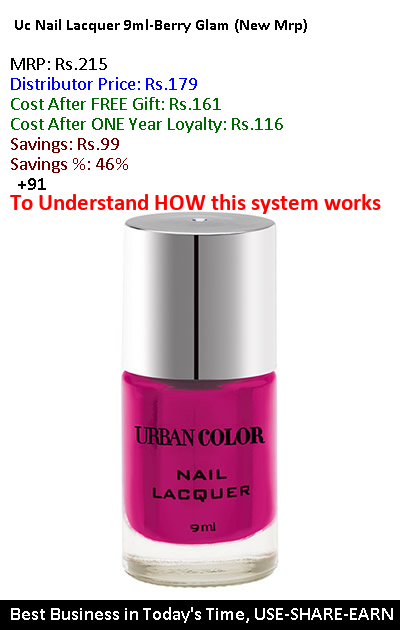 Uc Nail Lacquer 9ml-Berry Glam (New Mrp)
MRP: Rs.215
Distributor Price: Rs.179
Cost After FREE Gift: Rs.161
Cost After ONE Year Loyalty: Rs.116
Savings: Rs.99
Savings %: 46%
+91
To Understand HOW this system works
URBAN COLOR
NAIL
LACQUER
9ml
Best Business in Today's Time, USE-SHARE-EARN